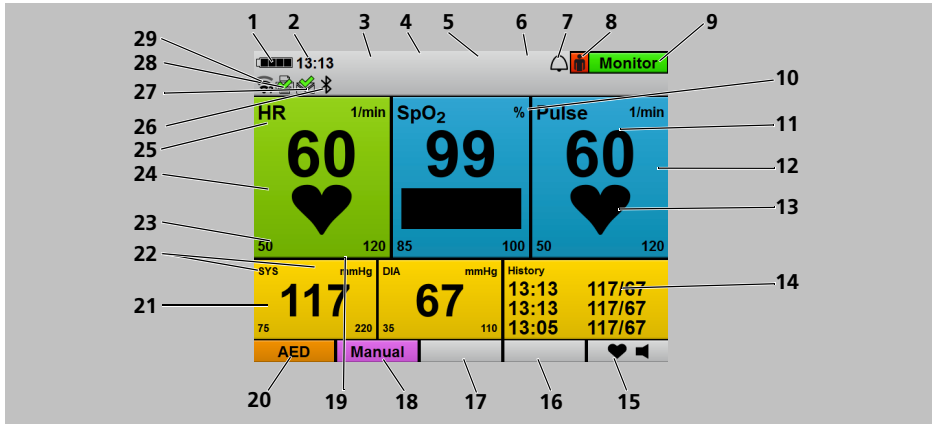 1 2 3 4 5 6 7 8 9
29
28
27
26
25
24
23
22
21
13:13
Monitor
HR 1/min
60
50 120
SpO2 %
99
85 100
Pulse 1/min
60
50 120
10
11
12
13
14
SYS mmHg
117
75 220
DIA mmHg
67
35 110
History
13:13 117/67
13:13 117/67
13:05 117/67
AED Manual
20 19 18 17 16 15